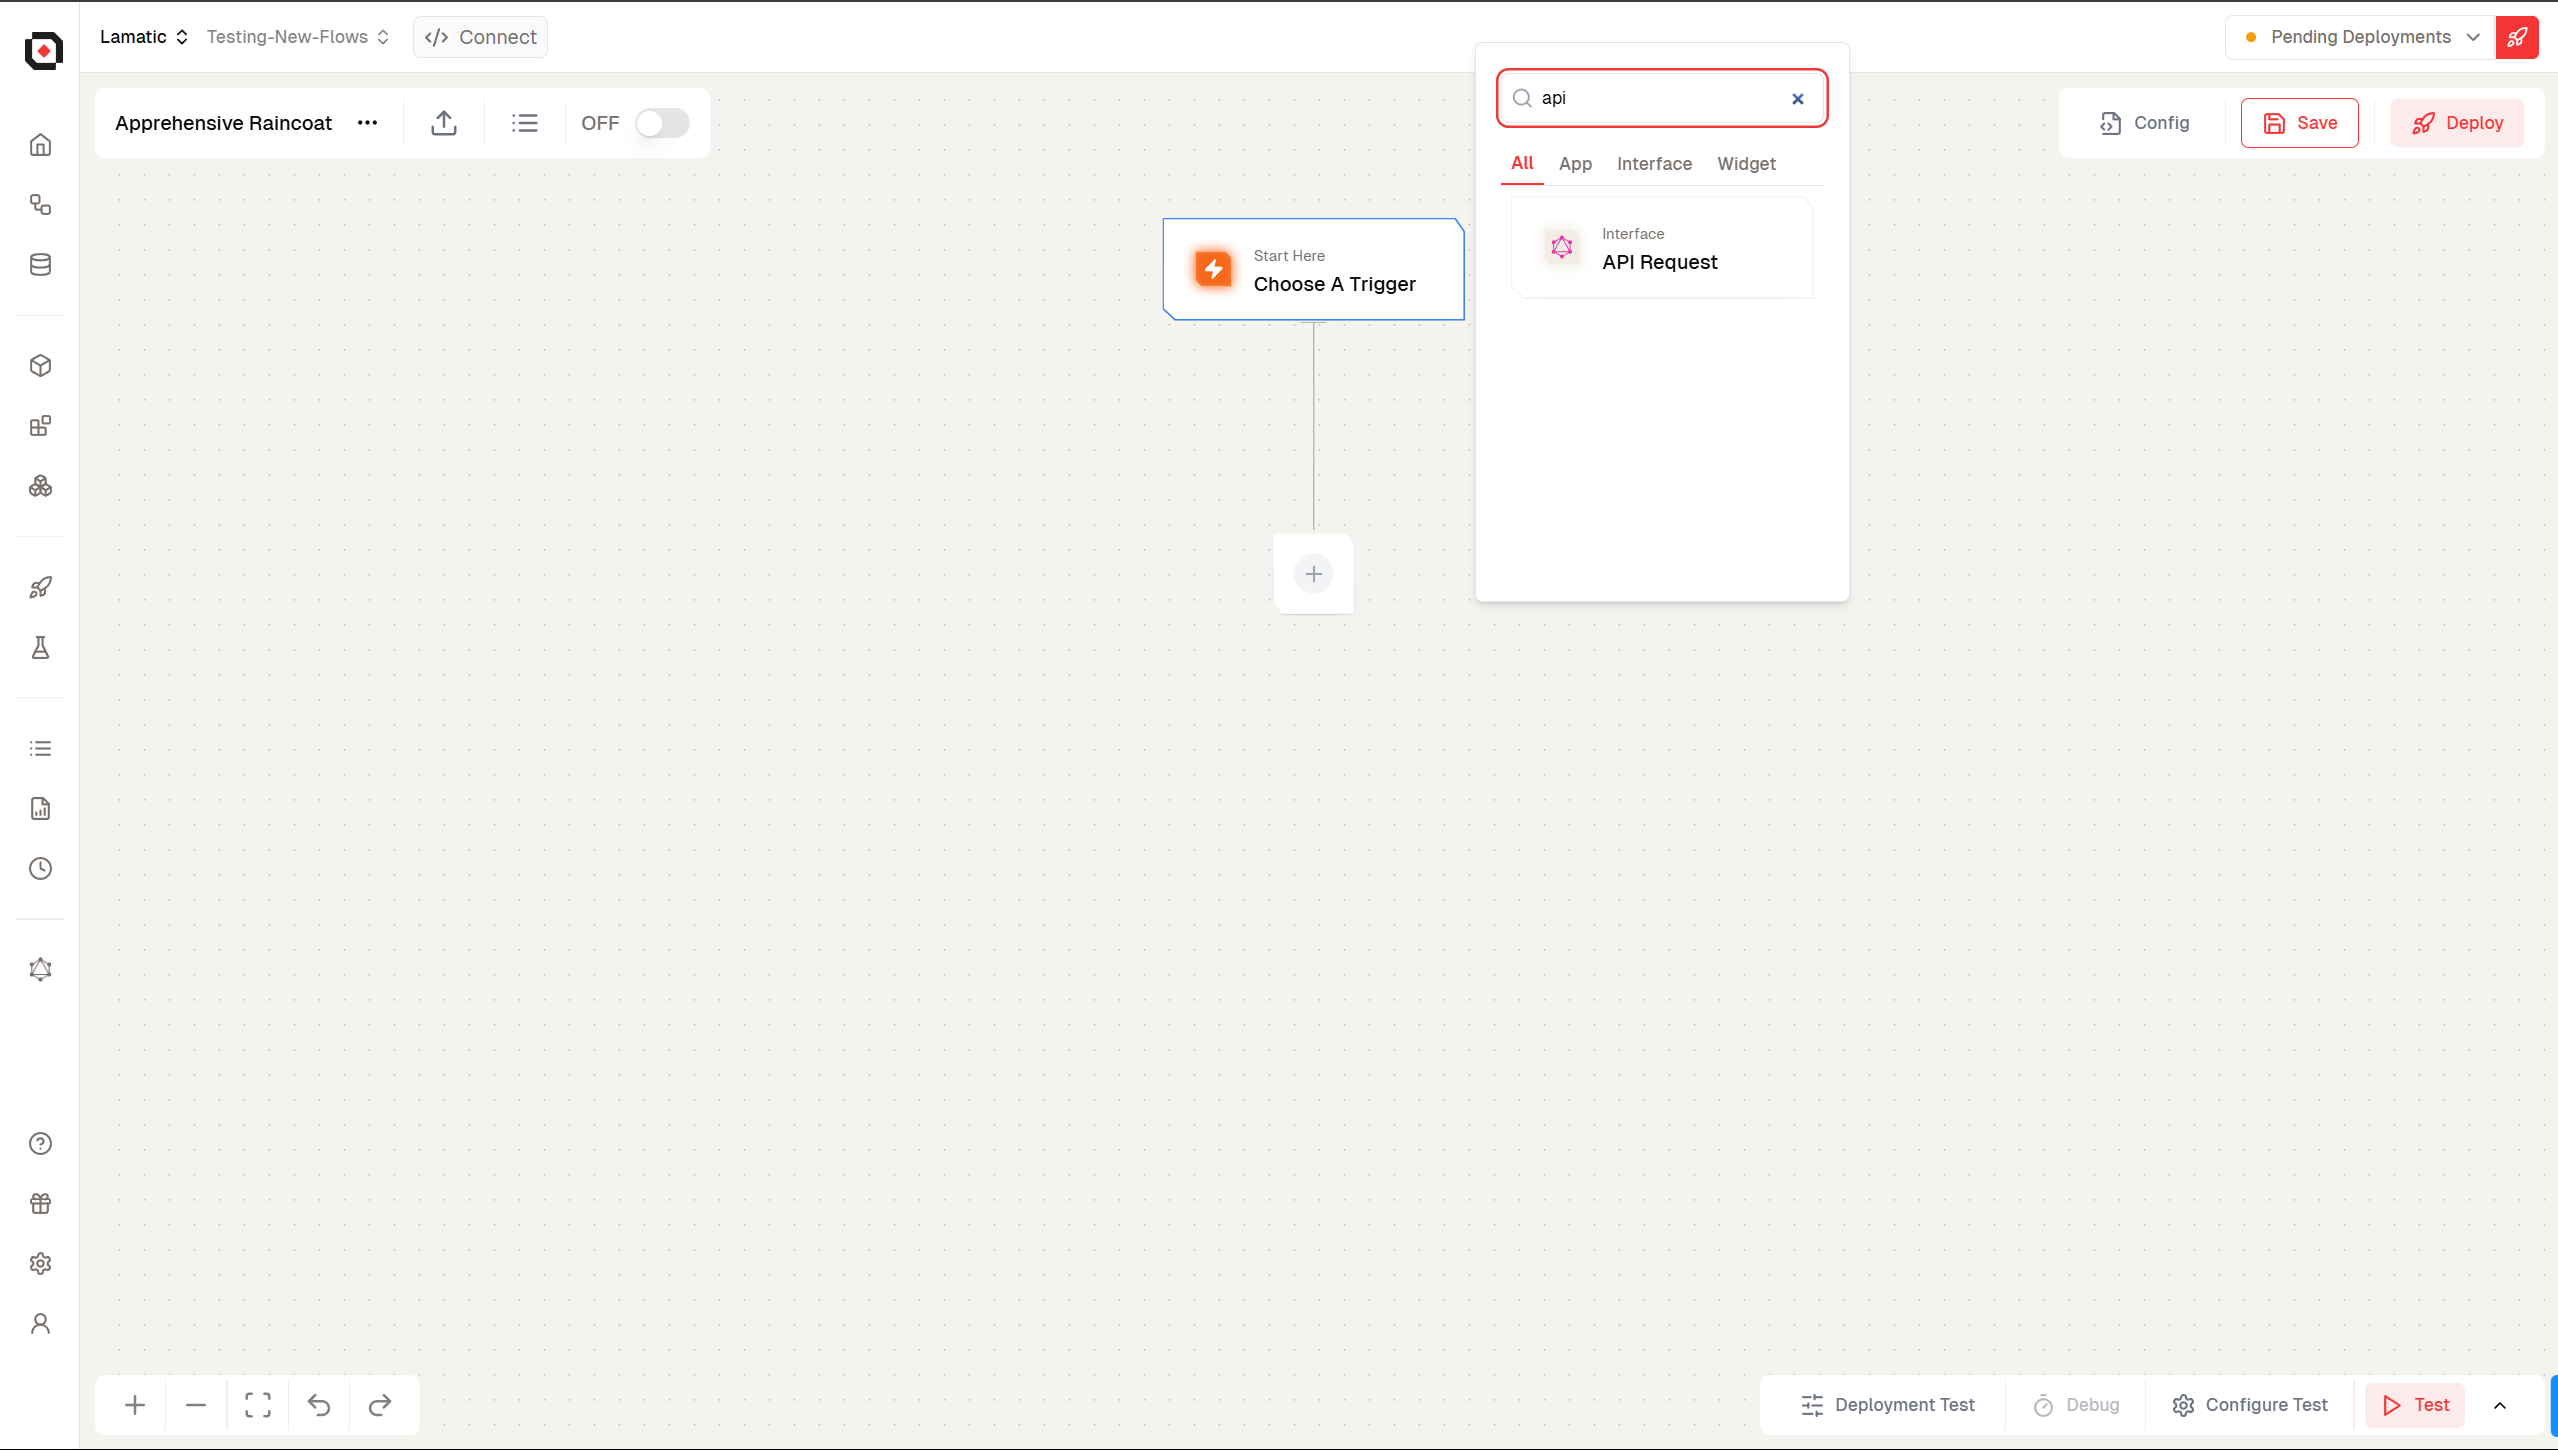 Lamatic
Testing-New-Flows
Connect
Pending Deployments
Apprehensive Raincoat
OFF
Config
Save
Deploy
api
All
App
Interface
Widget
Interface
API Request
Start Here
Choose A Trigger
Deployment Test
Debug
Configure Test
Test